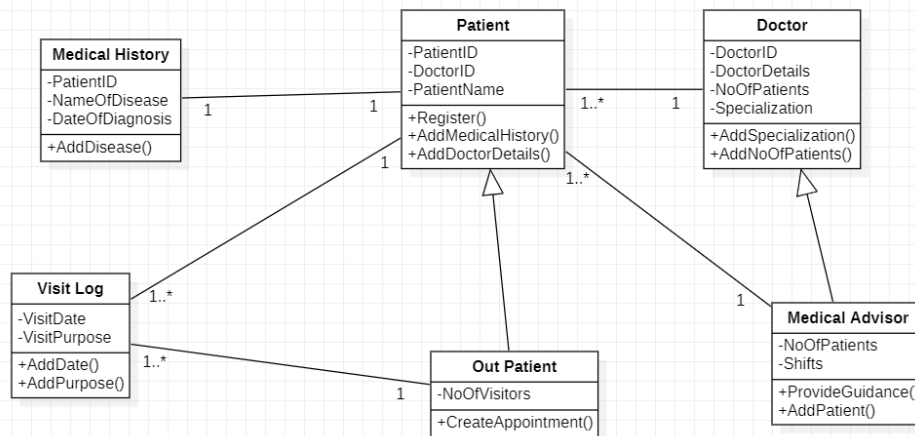 Medical History
-PatientID
-NameOfDisease
-DateOfDiagnosis
+AddDisease()
1
1
Patient
-PatientID
-DoctorID
-PatientName
+Register()
+AddMedicalHistory()
+AddDoctorDetails()
1..*
1
Doctor
-DoctorID
-DoctorDetails
-NoOfPatients
-Specialization
+AddSpecialization()
+AddNoOfPatients()
1
1..*
1..*
1
Visit Log
-VisitDate
-VisitPurpose
+AddDate()
+AddPurpose()
1..*
1
Out Patient
-NoOfVisitors
+CreateAppointment()
Medical Advisor
-NoOfPatients
-Shifts
+ProvideGuidance()
+AddPatient()